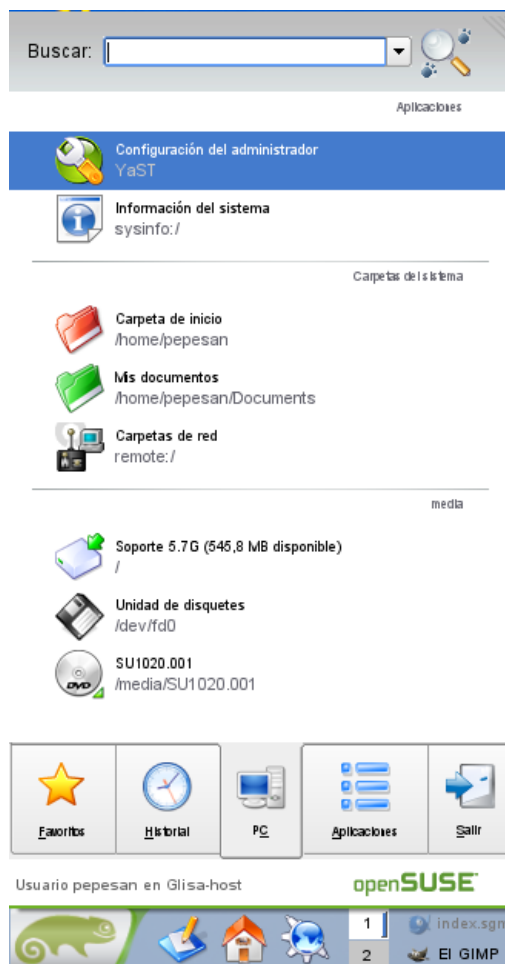 Buscar:
Aplicaciones
Configuración del administrador
YaST
Información del sistema
sysinfo:/
Carpetas del sistema
Carpeta de inicio
/home/pepesan
Mis documentos
/home/pepesan/Documents
Carpetas de red
remote:/
media
Soporte 5.7G (545,8 MB disponible)
/
Unidad de disquetes
/dev/fd0
SU1020.001
/media/SU1020.001
DVD
Favoritos
Historial
PC
Aplicaciones
Salir
Usuario pepesan en Glisa-host
openSUSE
1
index.sgm
2
El GIMP